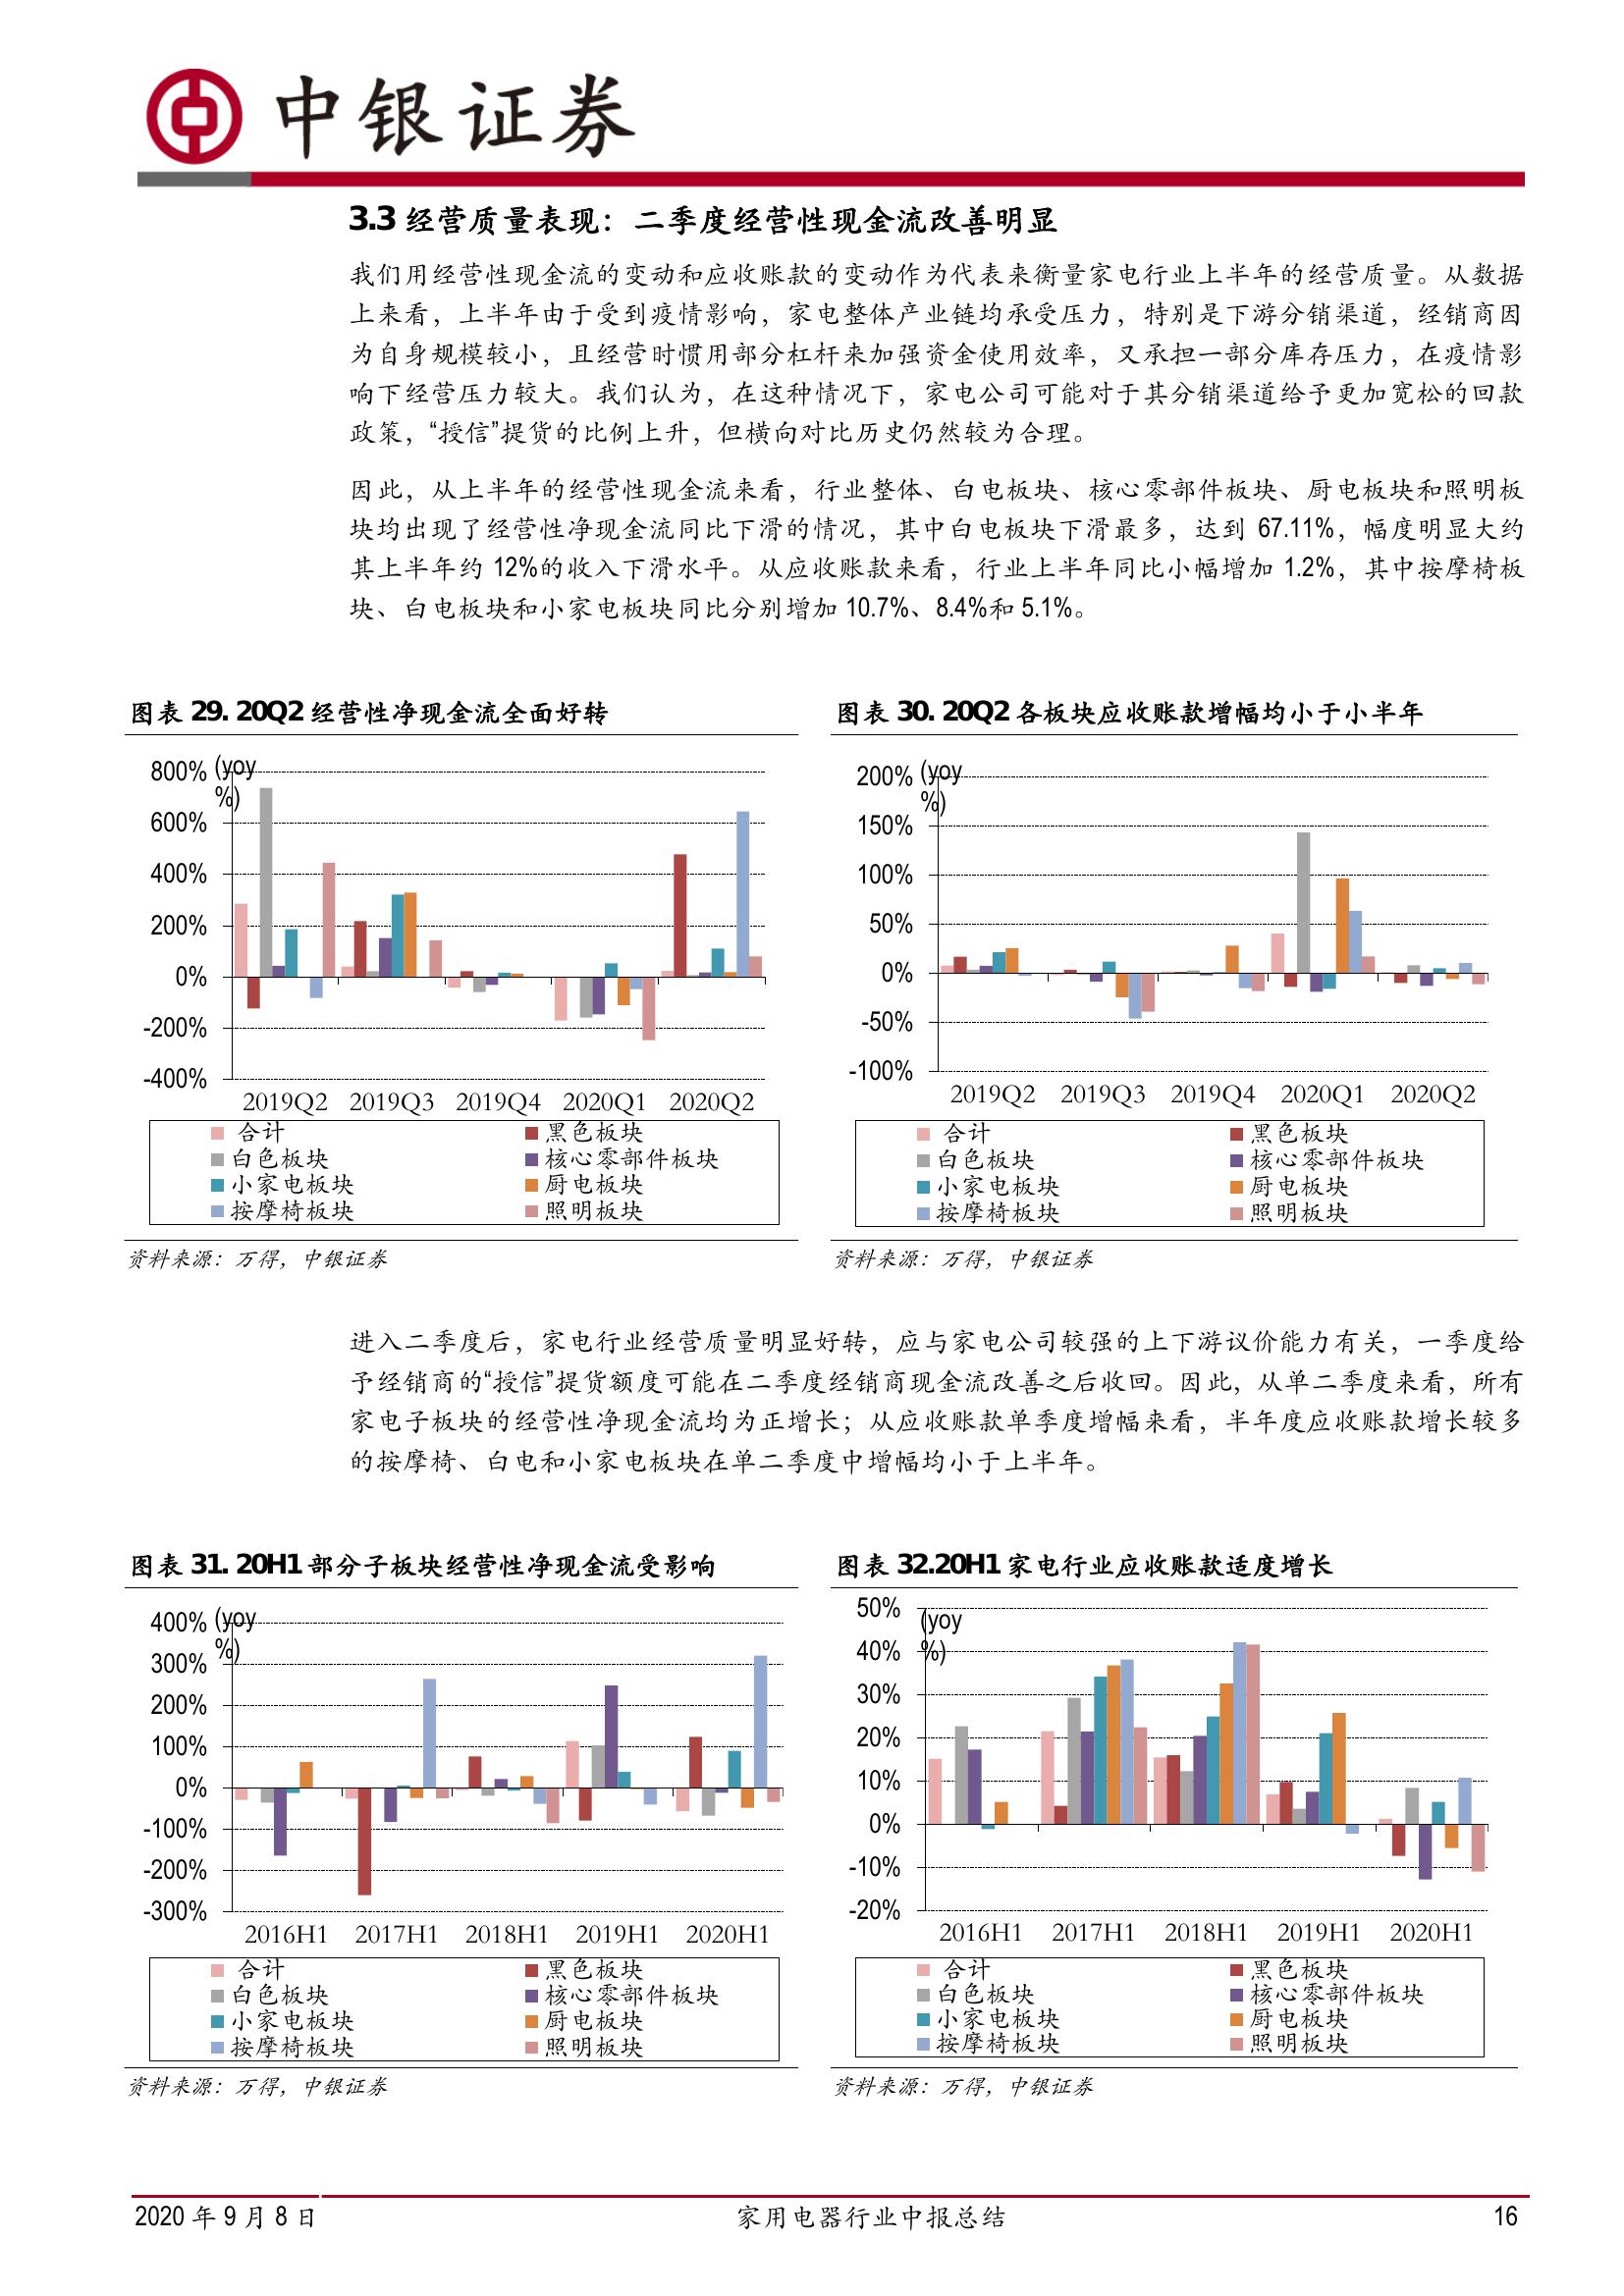 中银证券
3.3 经营质量表现：二季度经营性现金流改善明显
我们用经营性现金流的变动和应收账款的变动作为代表来衡量家电行业上半年的经营质量。从数据
上来看，上半年由于受到疫情影响，家电整体产业链均承受压力，特别是下游分销渠道，经销商因
为自身规模较小，且经营时惯用部分杠杆来加强资金使用效率，又承担一部分库存压力，在疫情影
响下经营压力较大。我们认为，在这种情况下，家电公司可能对于其分销渠道给予更加宽松的回款
政策，“授信”提货的比例上升，但横向对比历史仍然较为合理。
因此，从上半年的经营性现金流来看，行业整体、白电板块、核心零部件板块、厨电板块和照明板
块均出现了经营性净现金流同比下滑的情况，其中白电板块下滑最多，达到 67.11%，幅度明显大约
其上半年约 12%的收入下滑水平。从应收账款来看，行业上半年同比小幅增加 1.2%，其中按摩椅板
块、白电板块和小家电板块同比分别增加 10.7%、8.4%和 5.1%。
图表 29. 20Q2 经营性净现金流全面好转
800%
(yoy
%)
600%
400%
200%
0%
-200%
-400%
2019Q2 2019Q3 2019Q4 2020Q1 2020Q2
合计 黑色板块
白色板块 核心零部件板块
小家电板块 厨电板块
按摩椅板块 照明板块
资料来源：万得，中银证券
图表 30. 20Q2 各板块应收账款增幅均小于小半年
200%
(yoy
%)
150%
100%
50%
0%
-50%
-100%
2019Q2 2019Q3 2019Q4 2020Q1 2020Q2
合计 黑色板块
白色板块 核心零部件板块
小家电板块 厨电板块
按摩椅板块 照明板块
资料来源：万得，中银证券
进入二季度后，家电行业经营质量明显好转，应与家电公司较强的上下游议价能力有关，一季度给
予经销商的“授信”提货额度可能在二季度经销商现金流改善之后收回。因此，从单二季度来看，所有
家电子板块的经营性净现金流均为正增长；从应收账款单季度增幅来看，半年度应收账款增长较多
的按摩椅、白电和小家电板块在单二季度中增幅均小于上半年。
图表 31. 20H1 部分子板块经营性净现金流受影响
400%
(yoy
%)
300%
200%
100%
0%
-100%
-200%
-300%
2016H1 2017H1 2018H1 2019H1 2020H1
合计 黑色板块
白色板块 核心零部件板块
小家电板块 厨电板块
按摩椅板块 照明板块
资料来源：万得，中银证券
图表 32.20H1 家电行业应收账款适度增长
50%
(yoy
%)
40%
30%
20%
10%
0%
-10%
-20%
2016H1 2017H1 2018H1 2019H1 2020H1
合计 黑色板块
白色板块 核心零部件板块
小家电板块 厨电板块
按摩椅板块 照明板块
资料来源：万得，中银证券
2020 年 9 月 8 日 家用电器行业中报总结 16